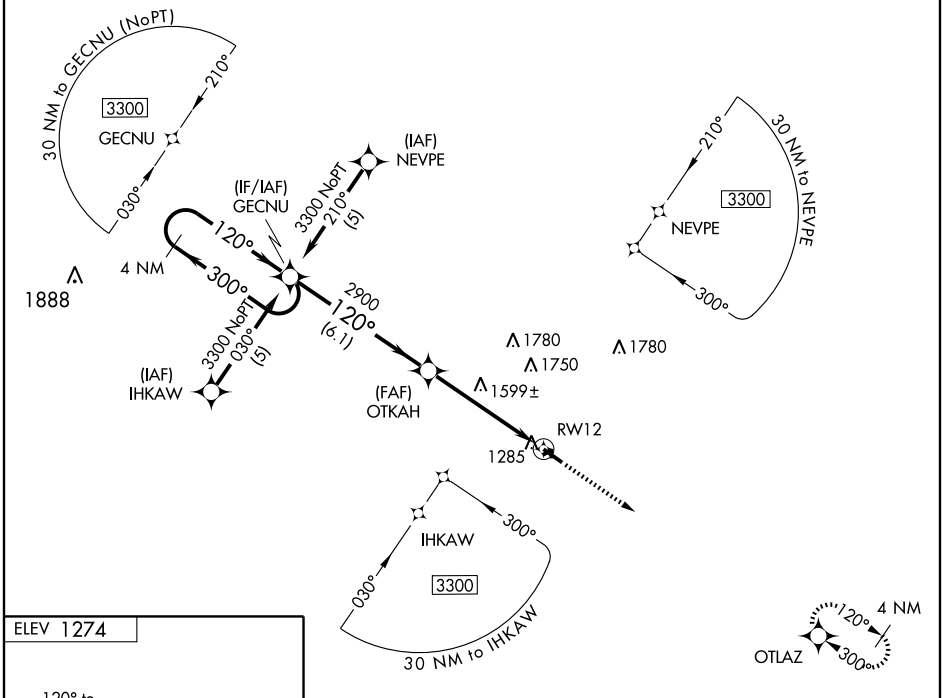 30 NM to GECNU (NoPT)
210°
3300
GECNU
030°
(IAF)
NEVPE
3300 NoPT
210°
(5)
(IF/IAF)
GECNU
120°
4 NM
300°
1888
3300 NoPT
030°
(5)
(IAF)
IHKAW
2900
120°
(6.1)
(FAF)
OTKAH
210°
30 NM to NEVPE
3300
NEVPE
300°
1780
1780
1750
1599±
RW12
1285
300°
IHKAW
030°
3300
30 NM to IHKAW
120°
4 NM
OTLAZ
300°
ELEV 1274
120° to